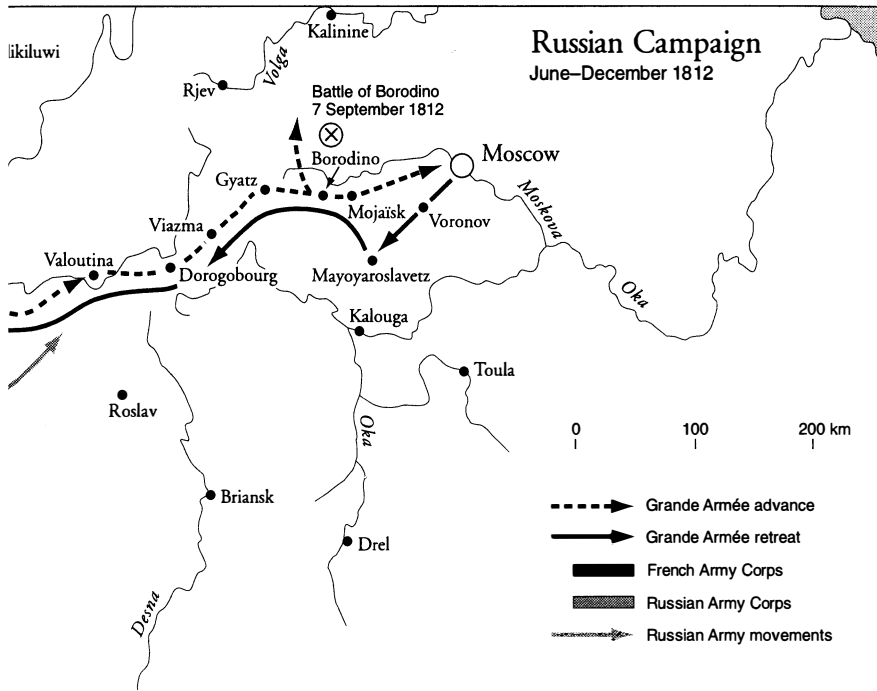 Kalinine
likiluwi
Russian Campaign
June–December 1812
Volga
Rjev
Battle of Borodino
7 September 1812
Borodino
Moscow
Gyatz
Mojaïsk
Voronov
Moskova
Viazma
Valoutina
Dorogobourg
Mayoyaroslavetz
Oka
Kalouga
Toula
Roslav
Oka
0 100 200 km
Briansk
Grande Armée advance
Drel
Grande Armée retreat
French Army Corps
Desna
Russian Army Corps
Russian Army movements